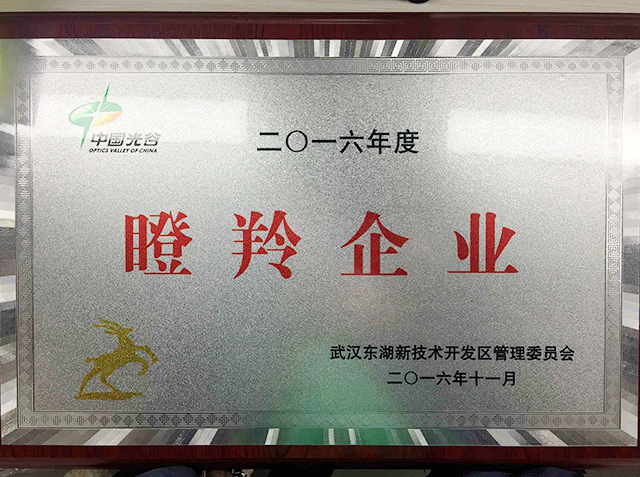 中国光谷
OPTICS VALLEY OF CHINA
二〇一六年度
瞪羚企业
武汉东湖新技术开发区管理委员会
二〇一六年十一月